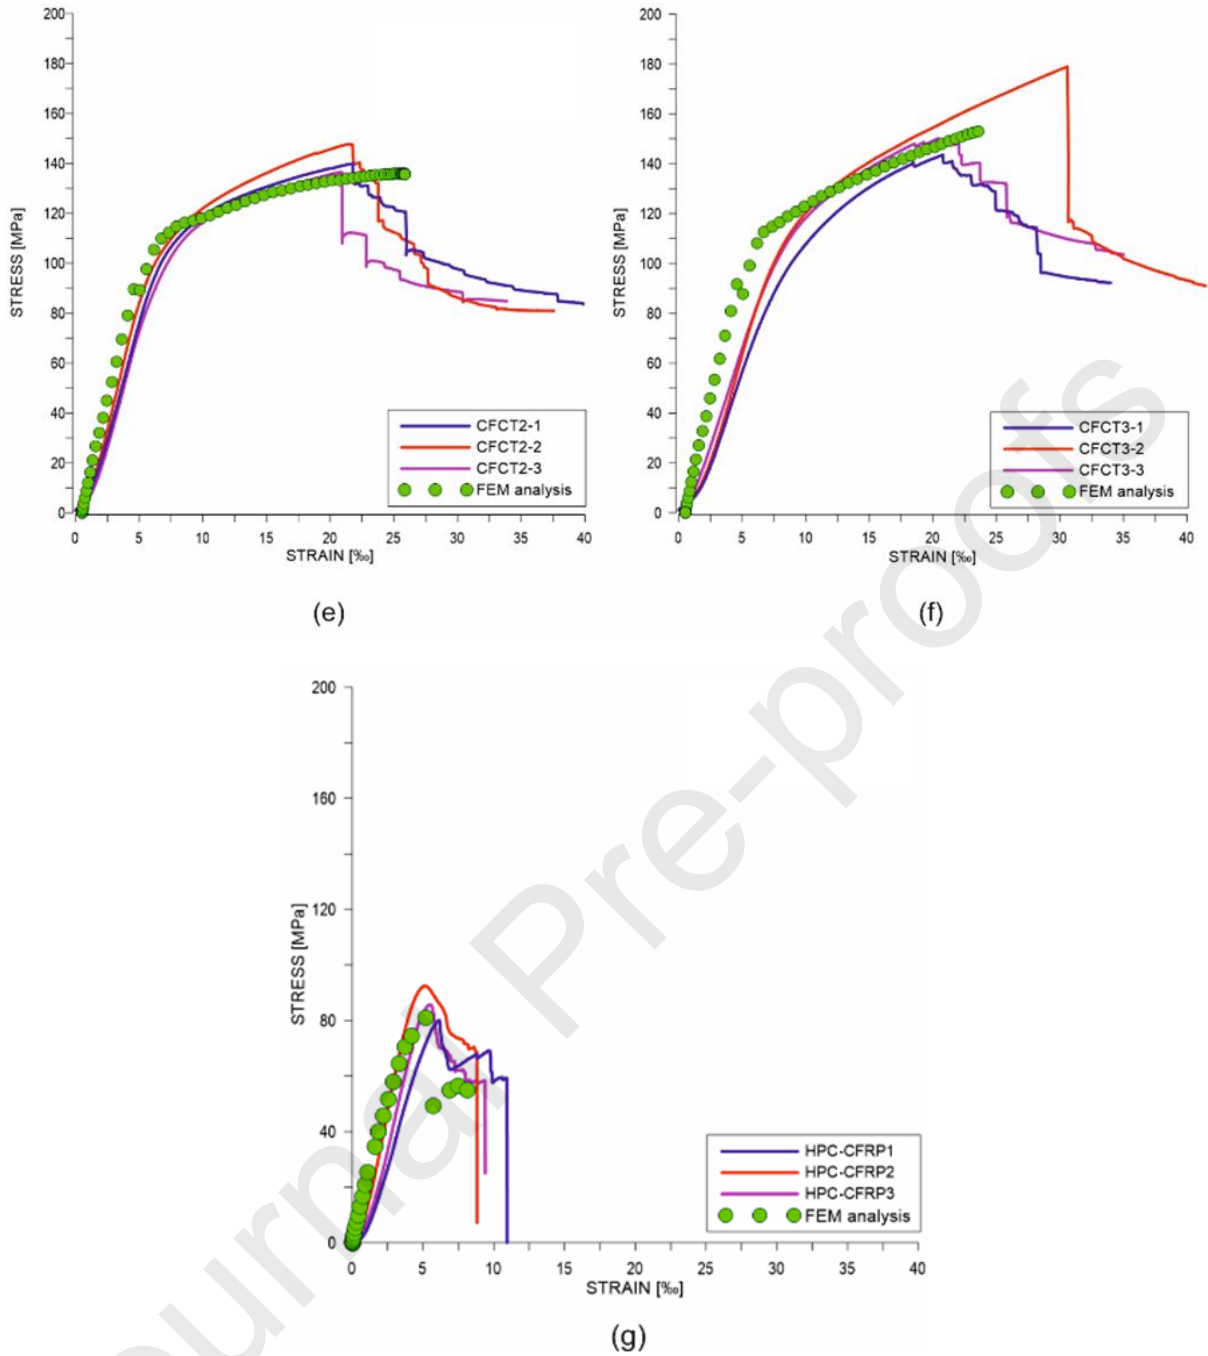 200
180
160
140
120
100
80
60
40
20
0
STRESS [MPa]
CFCT2-1
CFCT2-2
CFCT2-3
FEM analysis
0 5 10 15 20 25 30 35 40
STRAIN [‰]
(e)
200
180
160
140
120
100
80
60
40
20
0
STRESS [MPa]
CFCT3-1
CFCT3-2
CFCT3-3
FEM analysis
0 5 10 15 20 25 30 35 40
STRAIN [‰]
(f)
200
160
120
80
40
0
STRESS [MPa]
HPC-CFRP1
HPC-CFRP2
HPC-CFRP3
FEM analysis
0 5 10 15 20 25 30 35 40
STRAIN [‰]
(g)
ournal Pre-proofs